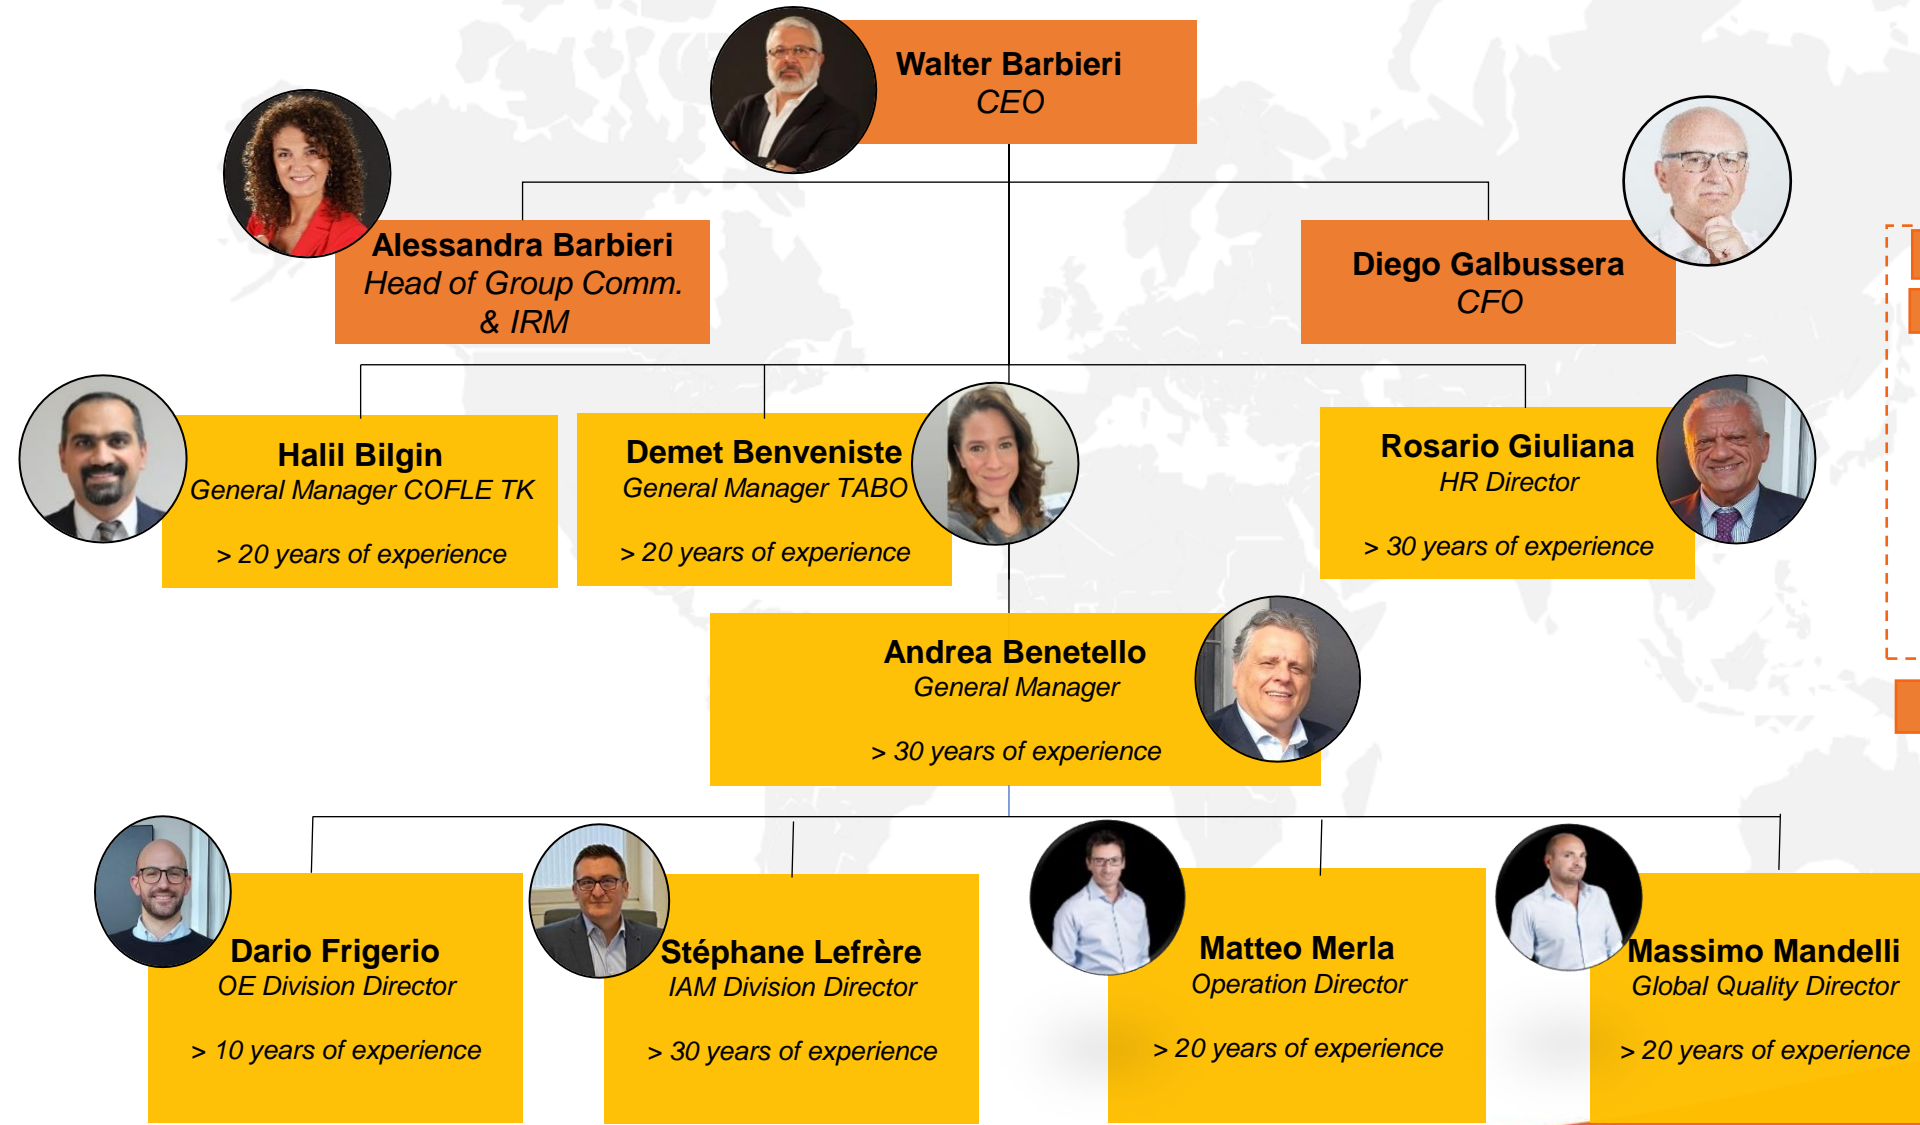 Walter Barbieri
CEO
Alessandra Barbieri
Head of Group Comm.
& IRM
Diego Galbussera
CFO
Halil Bilgin
General Manager COFLE TK
> 20 years of experience
Demet Benveniste
General Manager TABO
> 20 years of experience
Rosario Giuliana
HR Director
> 30 years of experience
Andrea Benetello
General Manager
> 30 years of experience
Dario Frigerio
OE Division Director
> 10 years of experience
Stéphane Lefrère
IAM Division Director
> 30 years of experience
Matteo Merla
Operation Director
> 20 years of experience
Massimo Mandelli
Global Quality Director
> 20 years of experience